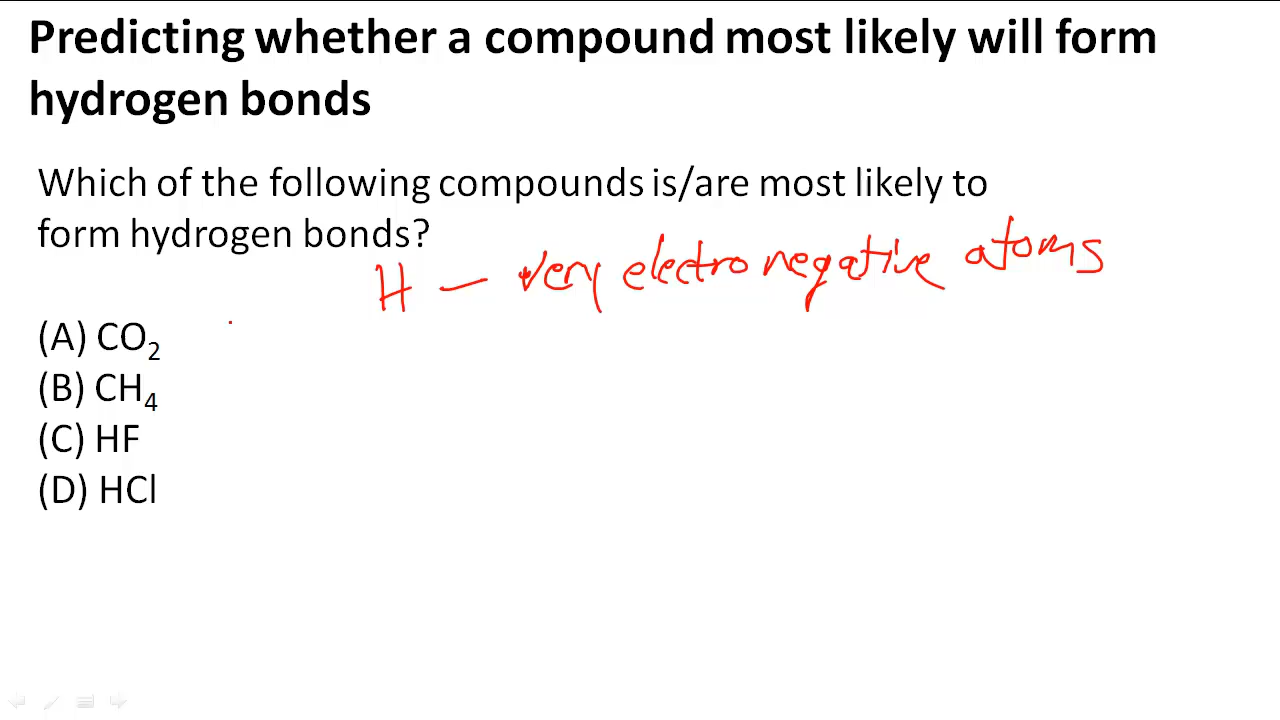 Predicting whether a compound most likely will form
hydrogen bonds
Which of the following compounds is/are most likely to
form hydrogen bonds?
H – very electronegative atoms
(A) CO₂
(B) CH₄
(C) HF
(D) HCl